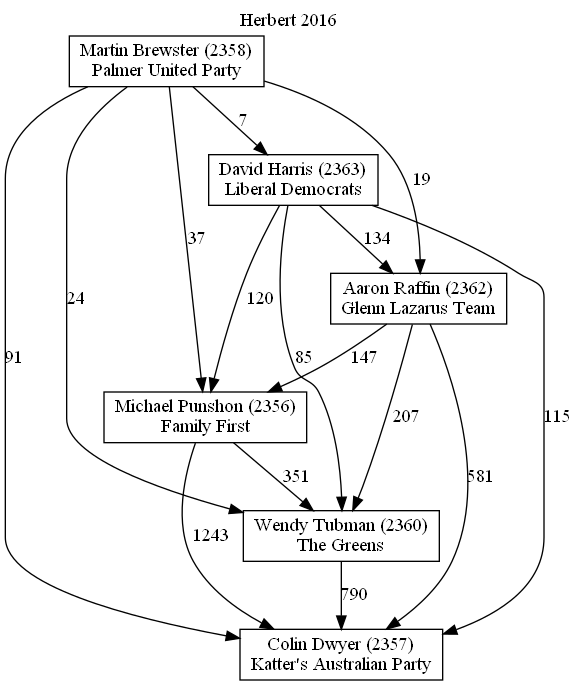 Herbert 2016
Martin Brewster (2358)
Palmer United Party
7
David Harris (2363)
Liberal Democrats
19
37
134
24
120
Aaron Raffin (2362)
Glenn Lazarus Team
91
85
147
Michael Punshon (2356)
Family First
207
115
351
581
1243
Wendy Tubman (2360)
The Greens
790
Colin Dwyer (2357)
Katter's Australian Party